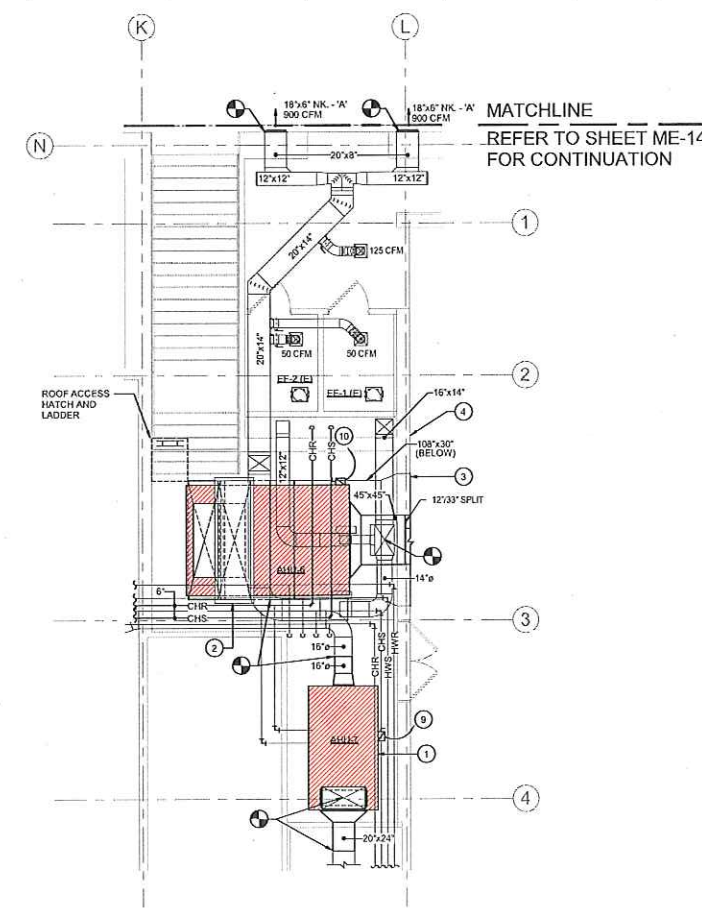 K
L
18"x6" NK. - 'A'
900 CFM
18"x6" NK. - 'A'
900 CFM
MATCHLINE
REFER TO SHEET ME-14
FOR CONTINUATION
N
20"x8"
12"x12"
12"x12"
1
20"x14"
125 CFM
20"x14"
50 CFM
50 CFM
2
EF-2 (E)
EF-1 (E)
ROOF ACCESS
HATCH AND
LADDER
16"x14"
4
12"x12"
CHR
CHS
10
108"x30"
(BELOW)
3
45"x45"
12"/33" SPLIT
AHU-6
14"ø
6"
CHR
CHS
2
3
16"ø
16"ø
CHR
CHS
HWS
HWR
9
AHU-7
1
4
20"x24"